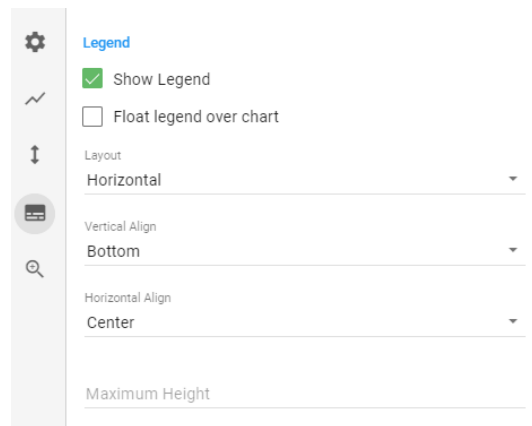 Legend
Show Legend
Float legend over chart
Layout
Horizontal
Vertical Align
Bottom
Horizontal Align
Center
Maximum Height